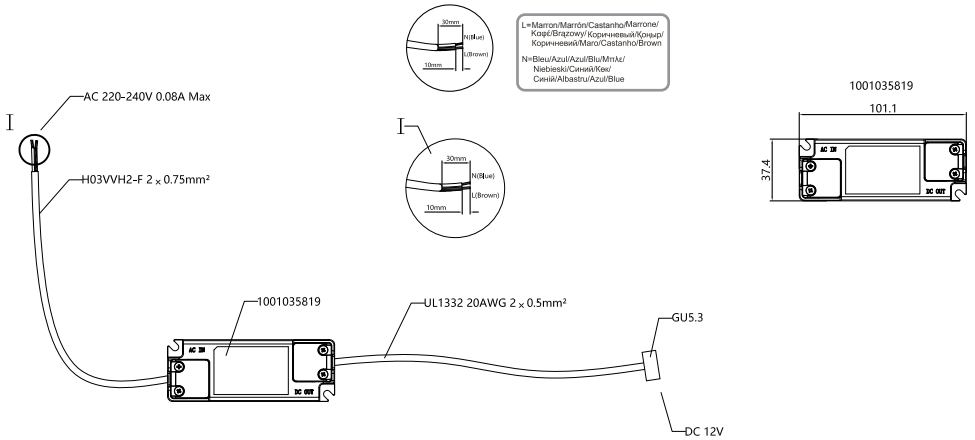 30mm
N(Blue)
L(Brown)
10mm
L=Marron/Marrón/Castanho/Marrone/
Καφέ/Brązowy/Коричневый/Қоңыр/
Коричневий/Maro/Castanho/Brown
N=Bleu/Azul/Azul/Blu/Μπλε/
Niebieski/Синий/Көк/
Синій/Albastru/Azul/Blue
1001035819
101.1
37.4
AC IN
DC OUT
AC 220-240V 0.08A Max
I
I
30mm
N(Blue)
L(Brown)
10mm
H03VVH2-F 2 x 0.75mm²
1001035819
UL1332 20AWG 2 x 0.5mm²
GU5.3
AC IN
DC OUT
DC 12V